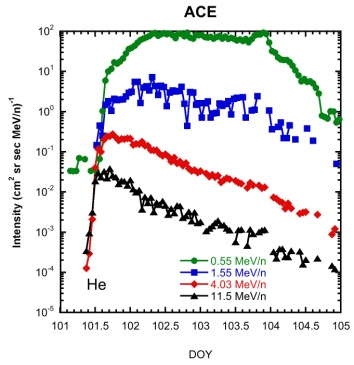 ACE
Intensity (cm² sr sec MeV/n)⁻¹
10²
10¹
10⁰
10⁻¹
10⁻²
10⁻³
10⁻⁴
10⁻⁵
He
0.55 MeV/n
1.55 MeV/n
4.03 MeV/n
11.5 MeV/n
101 101.5 102 102.5 103 103.5 104 104.5 105
DOY